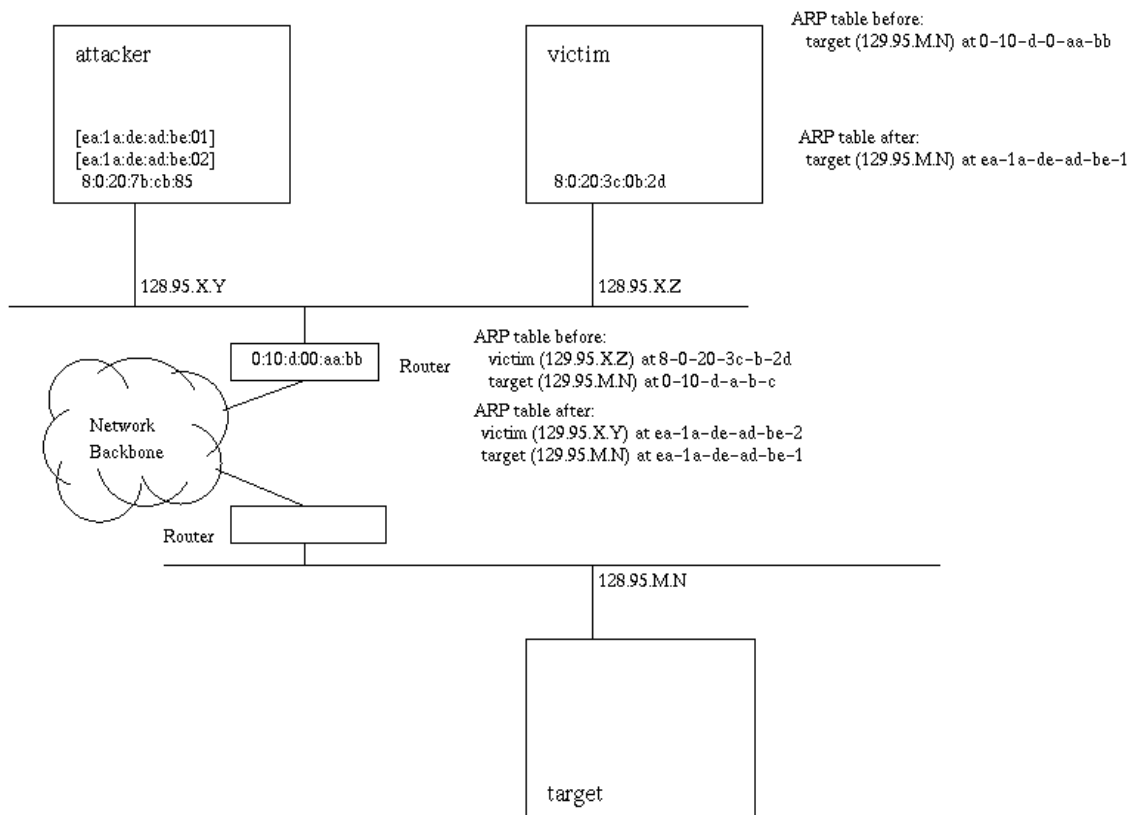 attacker
[ea:1a:de:ad:be:01]
[ea:1a:de:ad:be:02]
8:0:20:7b:cb:85
victim
8:0:20:3c:0b:2d
ARP table before:
target (129.95.M.N) at 0-10-d-0-aa-bb
ARP table after:
target (129.95.M.N) at ea-1a-de-ad-be-1
128.95.X.Y
128.95.X.Z
0:10:d:00:aa:bb
Router
ARP table before:
victim (129.95.X.Z) at 8-0-20-3c-b-2d
target (129.95.M.N) at 0-10-d-a-b-c
ARP table after:
victim (129.95.X.Y) at ea-1a-de-ad-be-2
target (129.95.M.N) at ea-1a-de-ad-be-1
Network
Backbone
Router
128.95.M.N
target